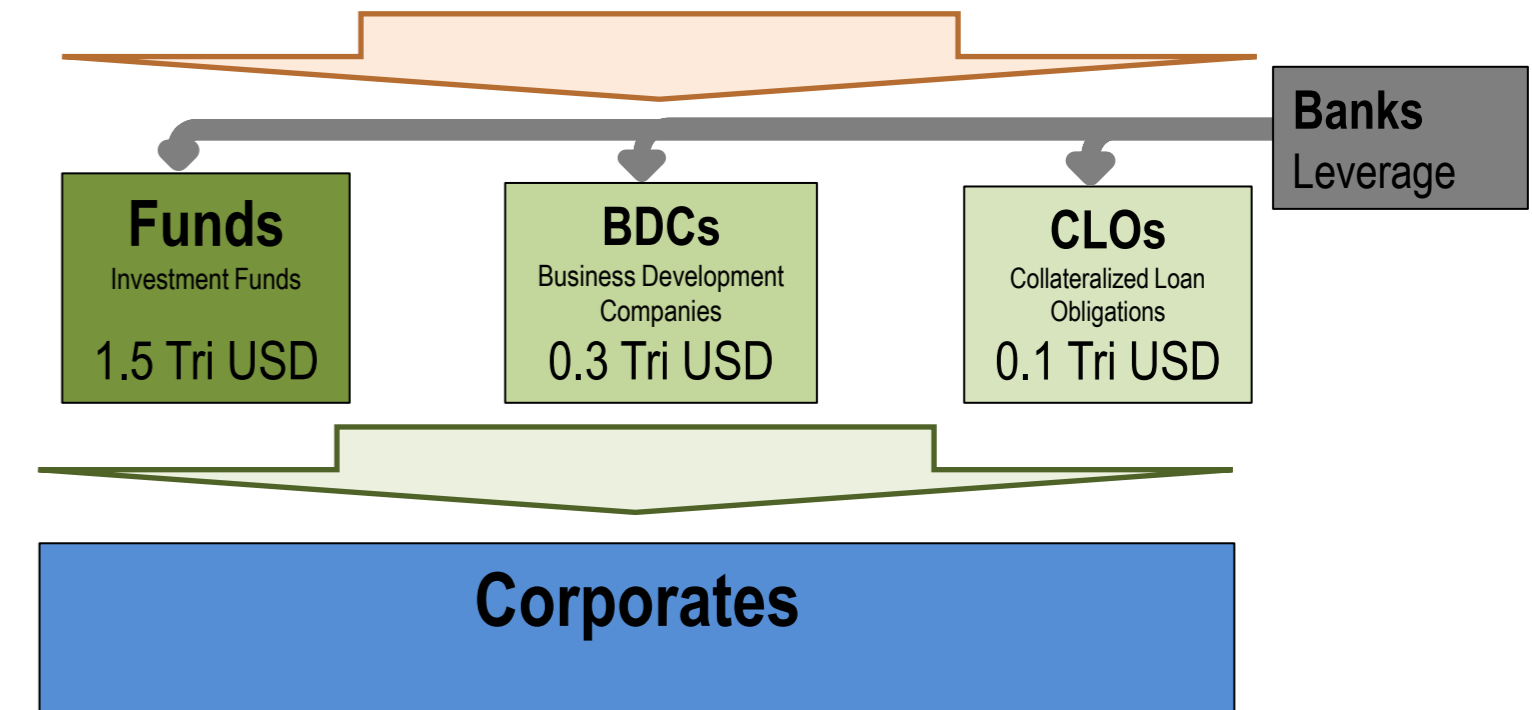 Banks
Leverage
Funds
Investment Funds
1.5 Tri USD
BDCs
Business Development
Companies
0.3 Tri USD
CLOs
Collateralized Loan
Obligations
0.1 Tri USD
Corporates